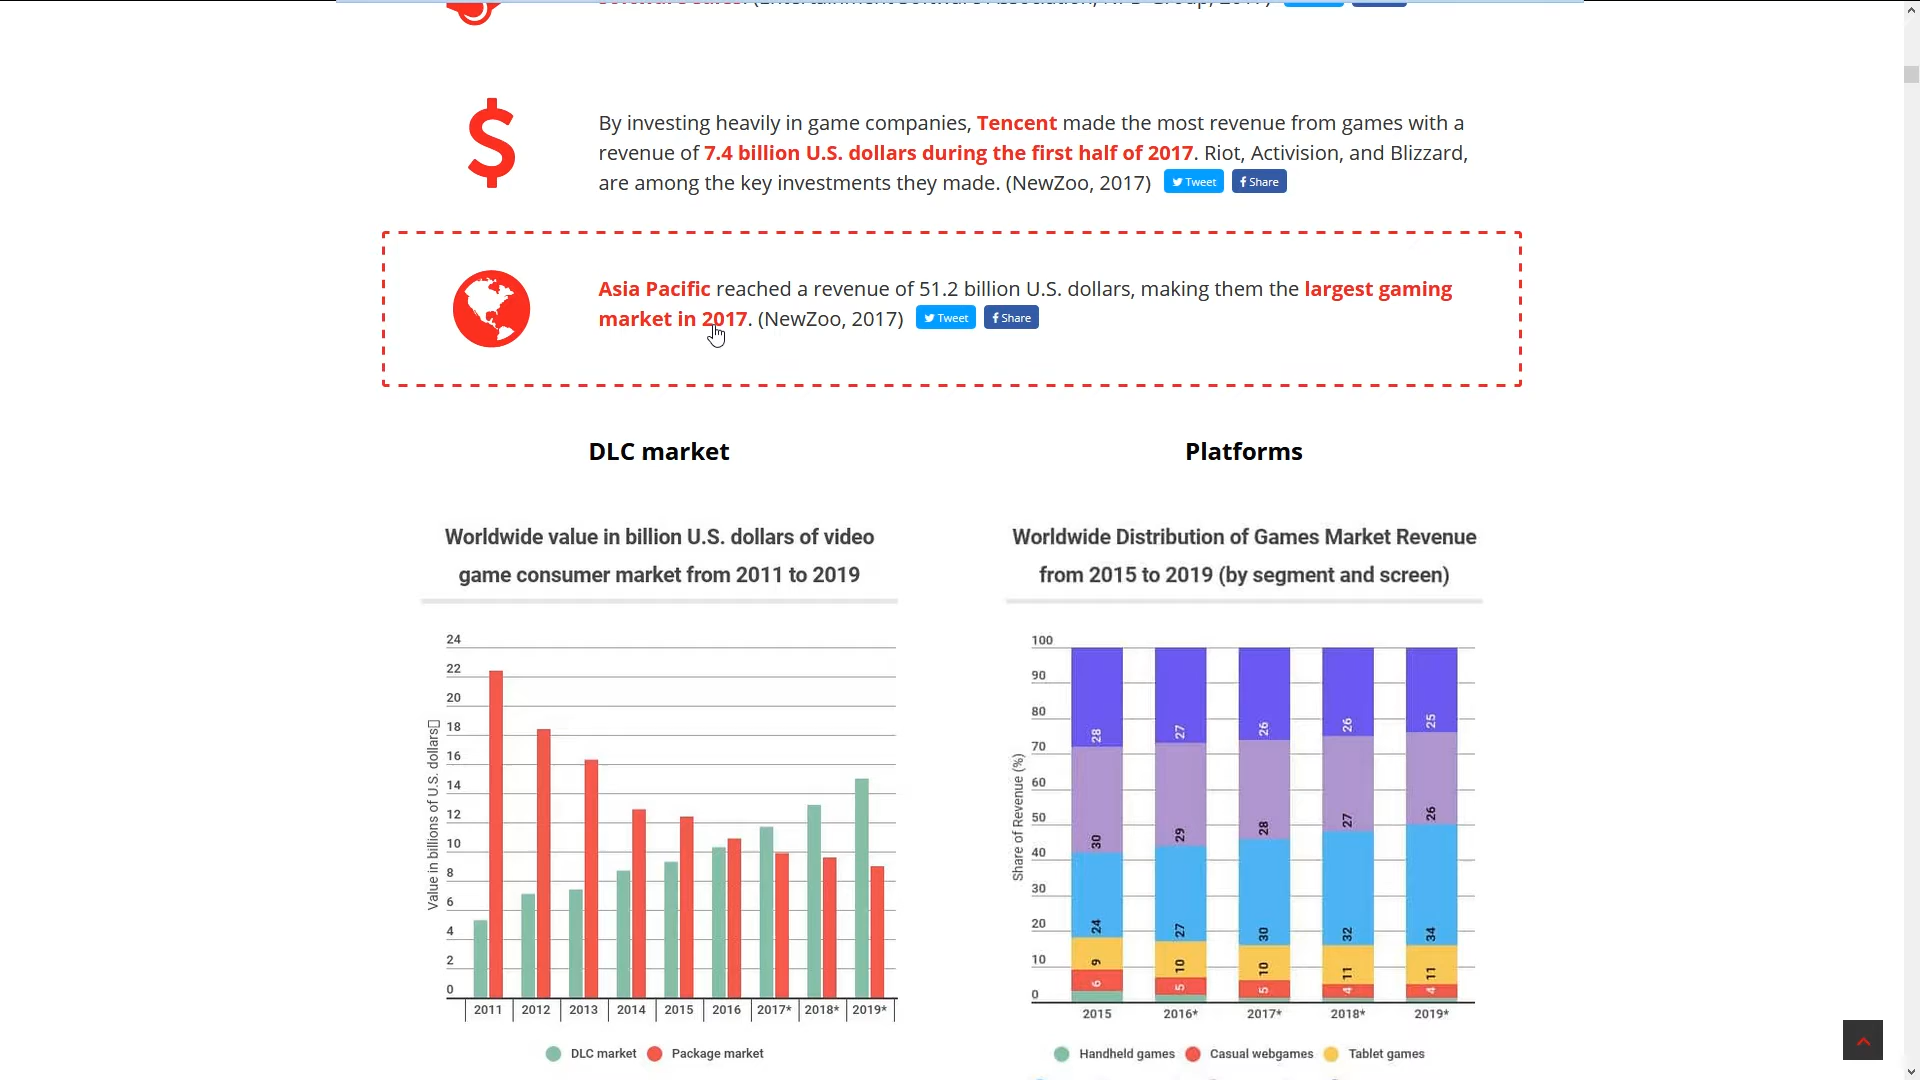 By investing heavily in game companies, Tencent made the most revenue from games with a
revenue of 7.4 billion U.S. dollars during the first half of 2017. Riot, Activision, and Blizzard,
are among the key investments they made. (NewZoo, 2017) Tweet Share
Asia Pacific reached a revenue of 51.2 billion U.S. dollars, making them the largest gaming
market in 2017. (NewZoo, 2017) Tweet Share
DLC market
Worldwide value in billion U.S. dollars of video
game consumer market from 2011 to 2019
Value in billions of U.S. dollars
24
22
20
18
16
14
12
10
8
6
4
2
0
2011 2012 2013 2014 2015 2016 2017* 2018* 2019*
DLC market Package market
Platforms
Worldwide Distribution of Games Market Revenue
from 2015 to 2019 (by segment and screen)
Share of Revenue (%)
100
90
80
70
60
50
40
30
20
10
0
28 27 26 26 25
30 29 28 27 26
24 27 30 32 34
9 10 10 11 11
6 5 5 4 4
2015 2016* 2017* 2018* 2019*
Handheld games Casual webgames Tablet games